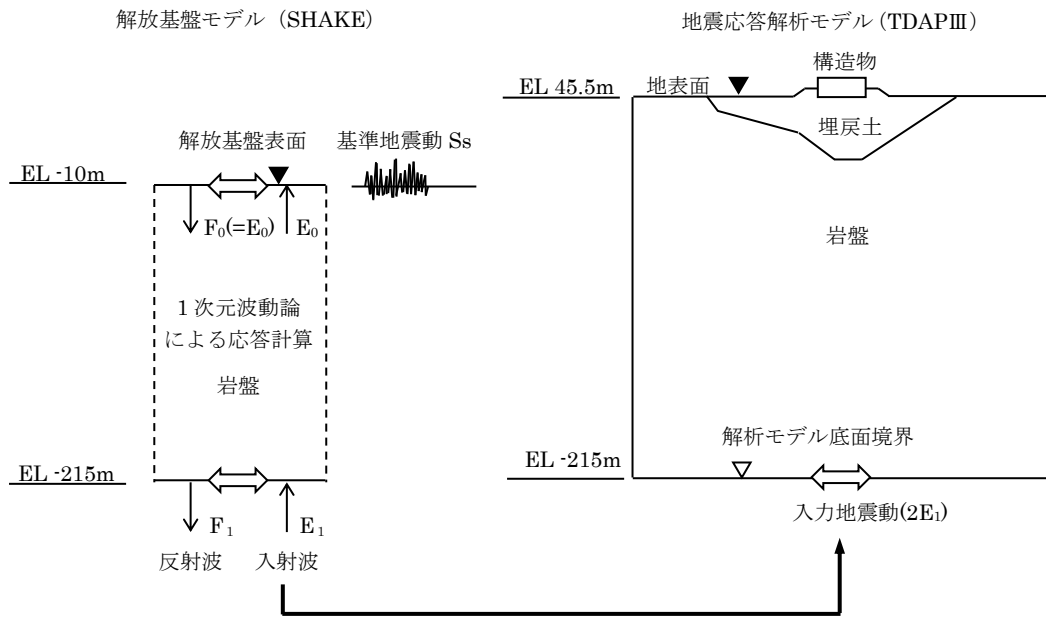 解放基盤モデル（SHAKE）
解放基盤表面
基準地震動 Ss
EL -10m
F0(=E0)
E0
1 次元波動論
による応答計算
岩盤
EL -215m
F1
E1
反射波
入射波
地震応答解析モデル（TDAPⅢ）
構造物
EL 45.5m
地表面
埋戻土
岩盤
解析モデル底面境界
EL -215m
入力地震動(2E1)